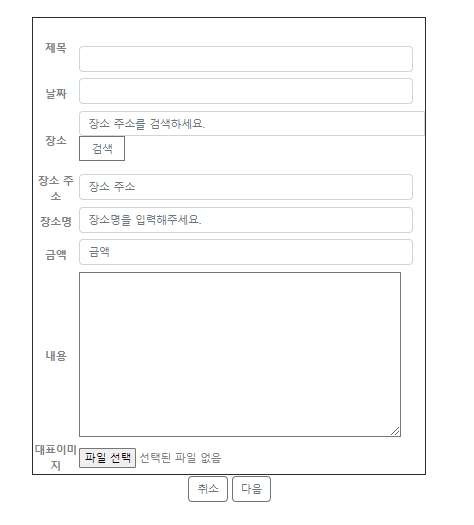 제목
날짜
장소 주소를 검색하세요.
장소
검색
장소 주
소
장소 주소
장소명
장소명을 입력해주세요.
금액
금액
내용
대표이미
지
파일 선택 선택된 파일 없음
취소 다음